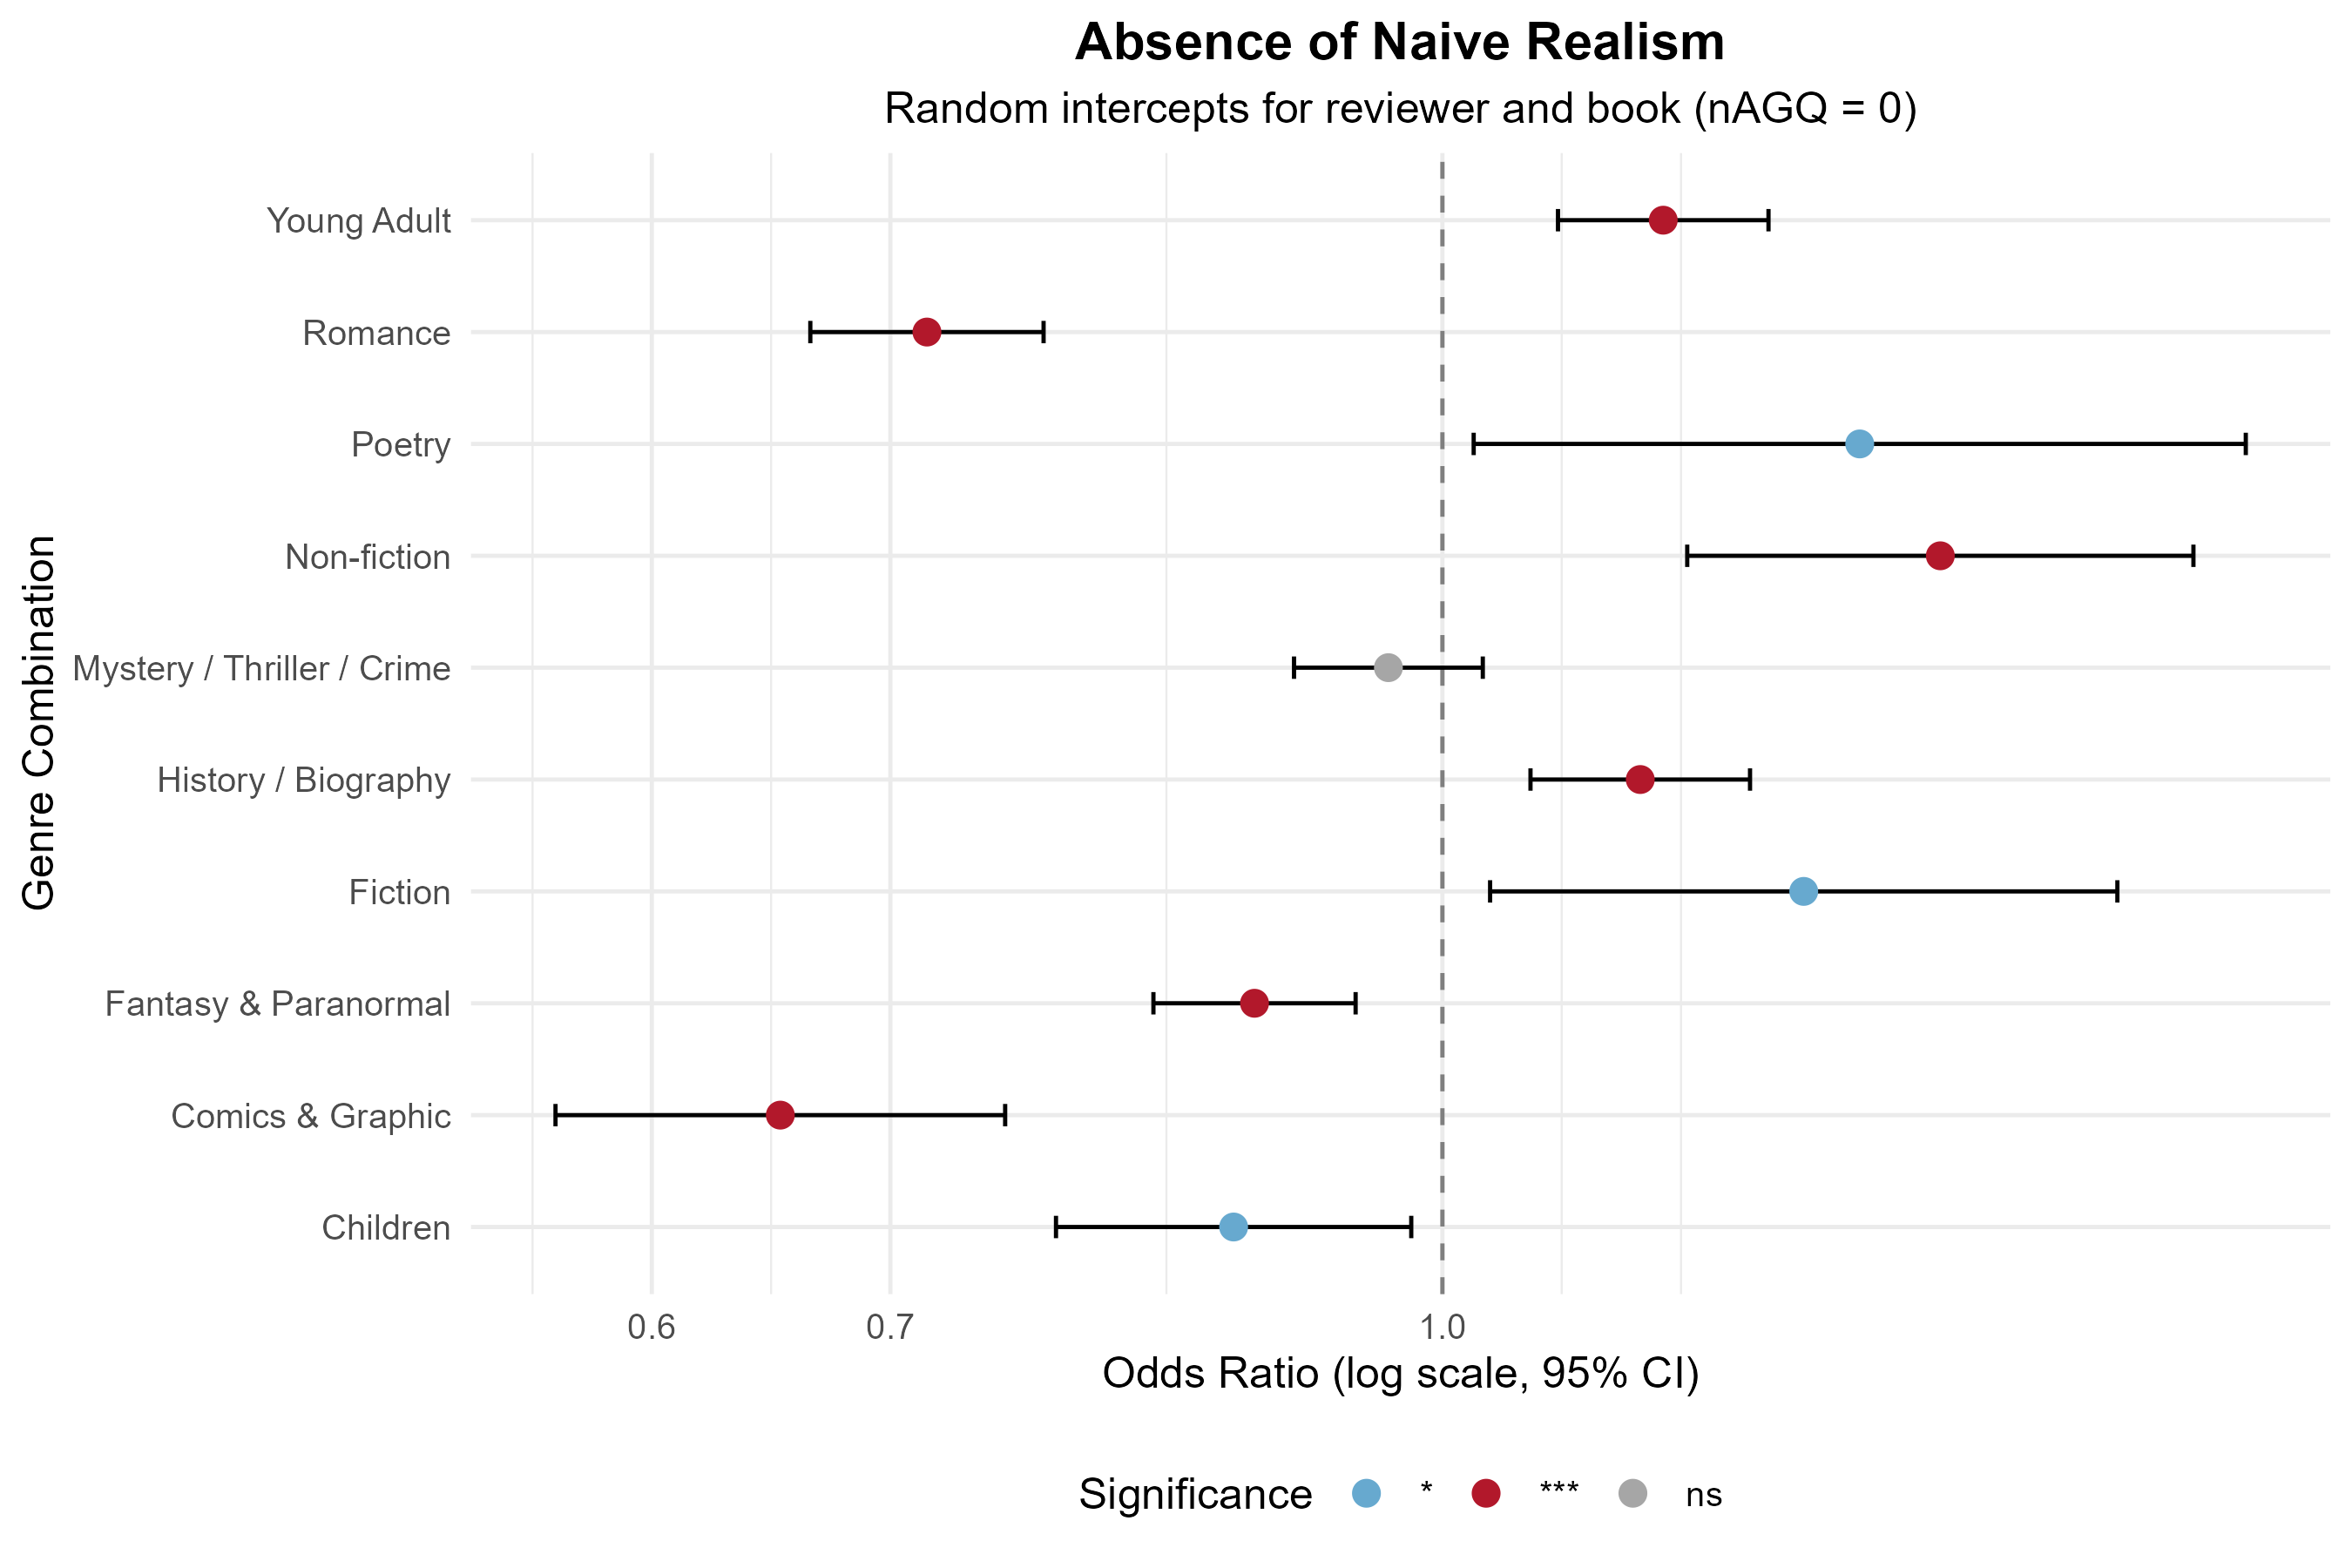 Absence of Naive Realism
Random intercepts for reviewer and book (nAGQ = 0)
Genre Combination
Young Adult
Romance
Poetry
Non-fiction
Mystery / Thriller / Crime
History / Biography
Fiction
Fantasy & Paranormal
Comics & Graphic
Children
0.6 0.7 1.0
Odds Ratio (log scale, 95% CI)
Significance * *** ns